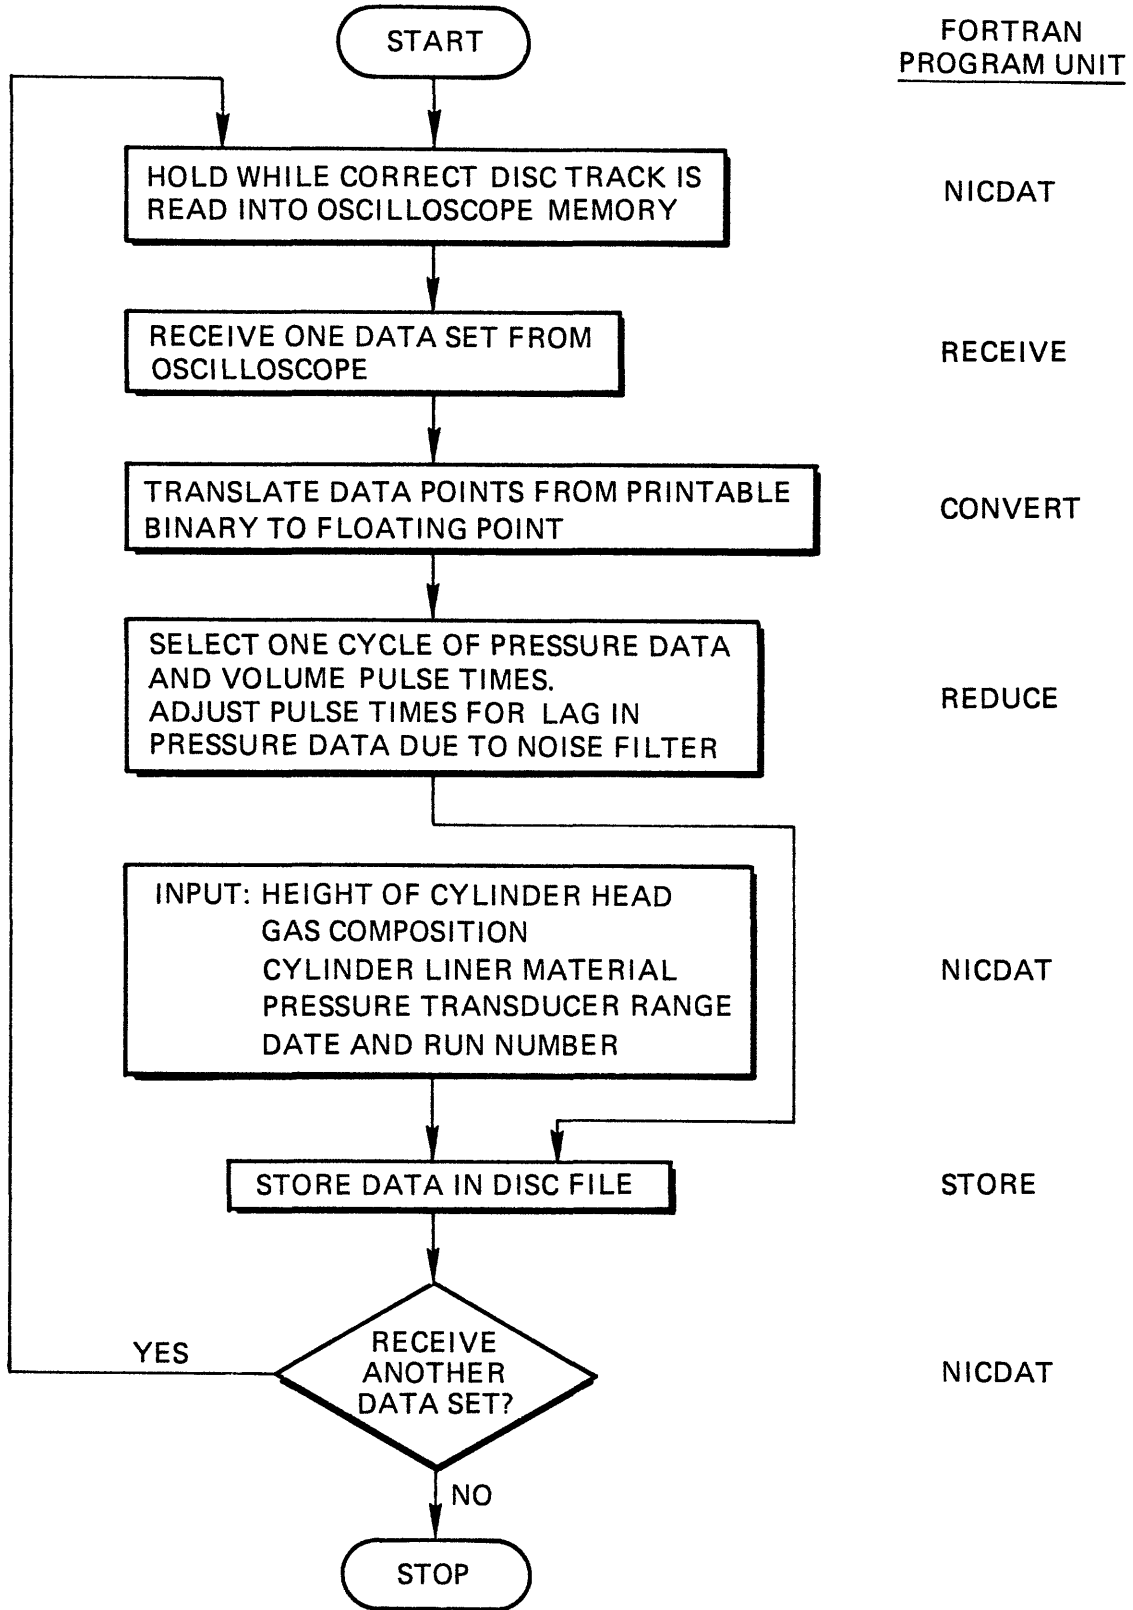 START
FORTRAN
PROGRAM UNIT
HOLD WHILE CORRECT DISC TRACK IS
READ INTO OSCILLOSCOPE MEMORY
NICDAT
RECEIVE ONE DATA SET FROM
OSCILLOSCOPE
RECEIVE
TRANSLATE DATA POINTS FROM PRINTABLE
BINARY TO FLOATING POINT
CONVERT
SELECT ONE CYCLE OF PRESSURE DATA
AND VOLUME PULSE TIMES.
ADJUST PULSE TIMES FOR LAG IN
PRESSURE DATA DUE TO NOISE FILTER
REDUCE
INPUT: HEIGHT OF CYLINDER HEAD
GAS COMPOSITION
CYLINDER LINER MATERIAL
PRESSURE TRANSDUCER RANGE
DATE AND RUN NUMBER
NICDAT
STORE DATA IN DISC FILE
STORE
YES
RECEIVE
ANOTHER
DATA SET?
NICDAT
NO
STOP